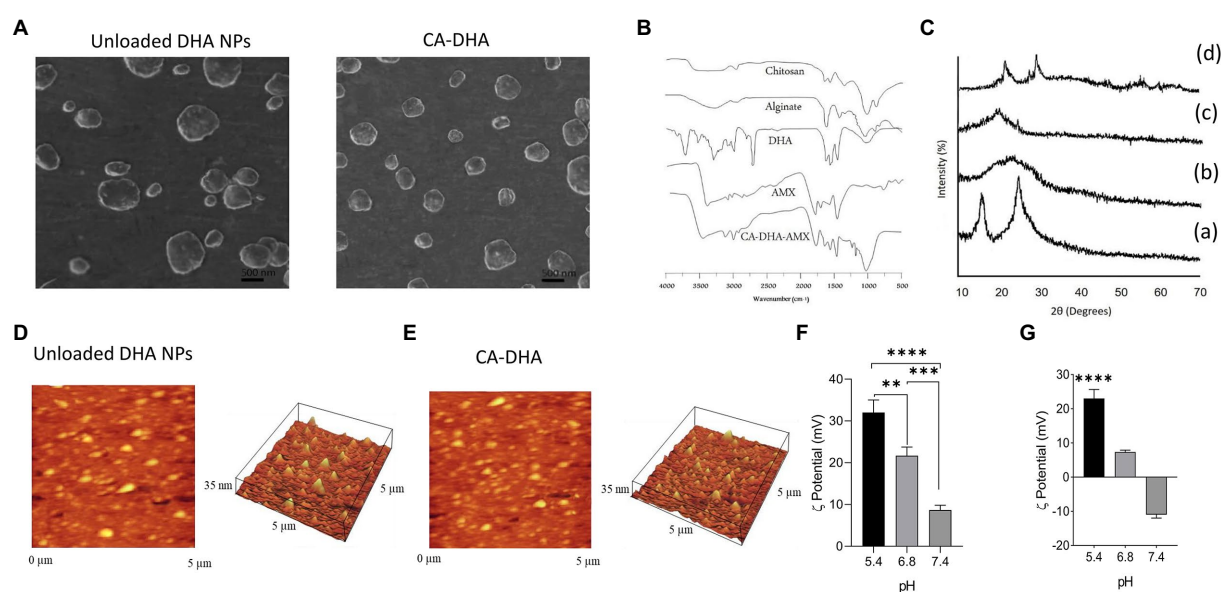 A
Unloaded DHA NPs
CA-DHA
500 nm
500 nm
B
Chitosan
Alginate
DHA
AMX
CA-DHA-AMX
4000 3500 3000 2500 2000 1500 1000 500
Wavenumber (cm⁻¹)
C
Intensity (%)
(d)
(c)
(b)
(a)
10 20 30 40 50 60 70
2θ (Degrees)
D
Unloaded DHA NPs
0 μm
5 μm
35 nm
5 μm
5 μm
E
CA-DHA
0 μm
5 μm
35 nm
5 μm
5 μm
F
ζ Potential (mV)
40
30
20
10
0
****
** ***
5.4 6.8 7.4
pH
G
ζ Potential (mV)
30
20
10
0
-10
-20
****
5.4 6.8 7.4
pH